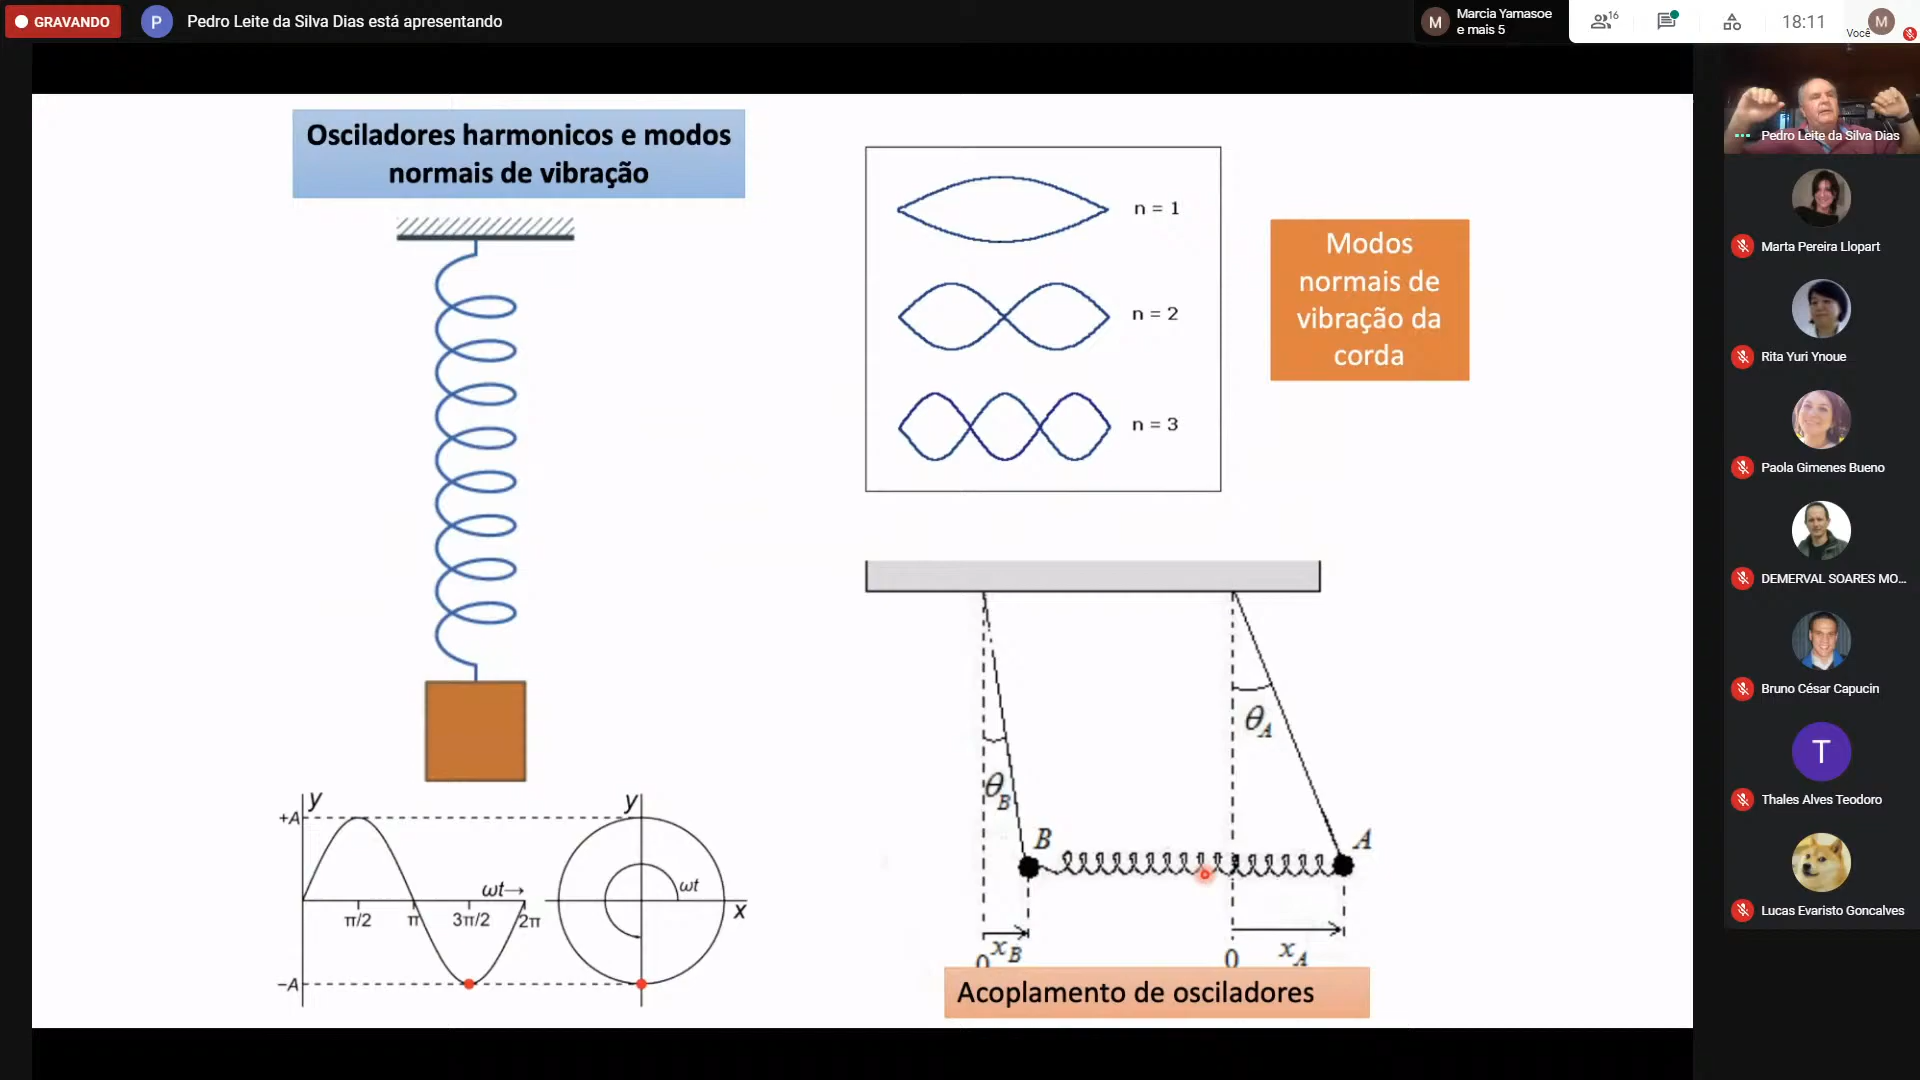 GRAVANDO
P
Pedro Leite da Silva Dias está apresentando
M
Marcia Yamasoe
e mais 5
16
18:11
Você
M
Osciladores harmonicos e modos
normais de vibração
n = 1
n = 2
n = 3
Modos
normais de
vibração da
corda
θA
θB
B
A
xB
xA
0
0
Acoplamento de osciladores
y
+A
ωt→
π/2
π
3π/2
2π
−A
y
ωt
x
Pedro Leite da Silva Dias
Marta Pereira Llopart
Rita Yuri Ynoue
Paola Gimenes Bueno
DEMERVAL SOARES MO...
Bruno César Capucin
T
Thales Alves Teodoro
Lucas Evaristo Goncalves